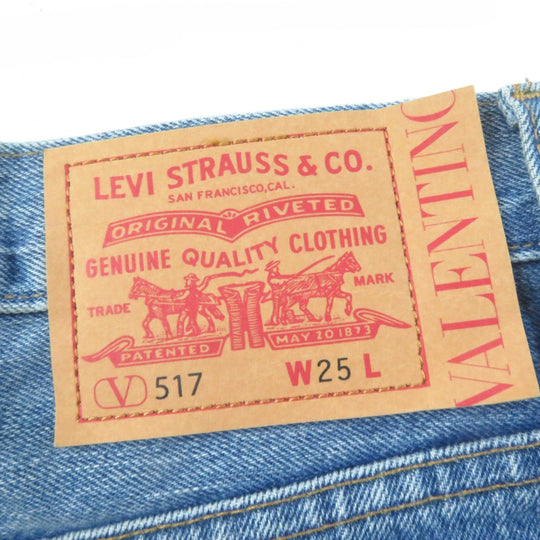 LEVI STRAUSS & CO.
SAN FRANCISCO, CAL.
ORIGINAL RIVETED
GENUINE QUALITY CLOTHING
TRADE MARK
PATENTED MAY 20 1873
V 517 W 25 L
VALENTINO